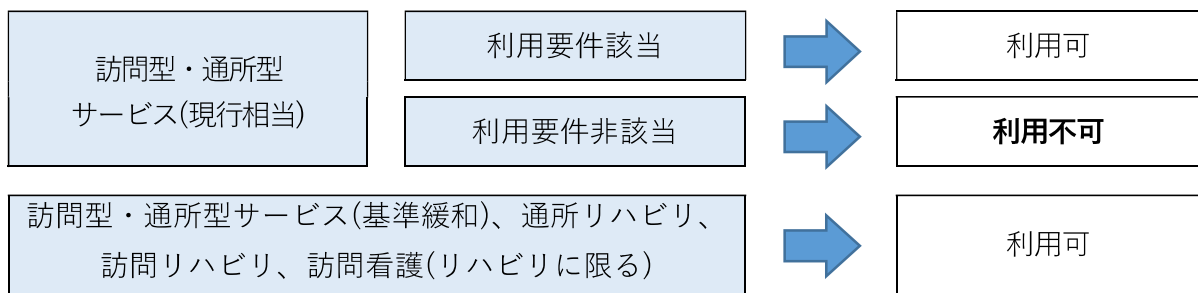 訪問型・通所型
サービス(現行相当)
利用要件該当
利用可
利用要件非該当
利用不可
訪問型・通所型サービス(基準緩和)、通所リハビリ、
訪問リハビリ、訪問看護(リハビリに限る)
利用可